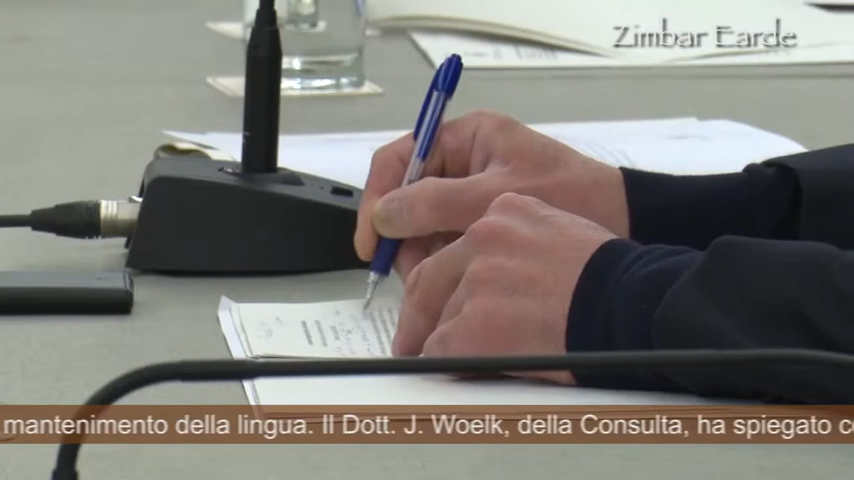 Zimbar Earde
mantenimento della lingua. Il Dott. J. Woelk, della Consulta, ha spiegato c